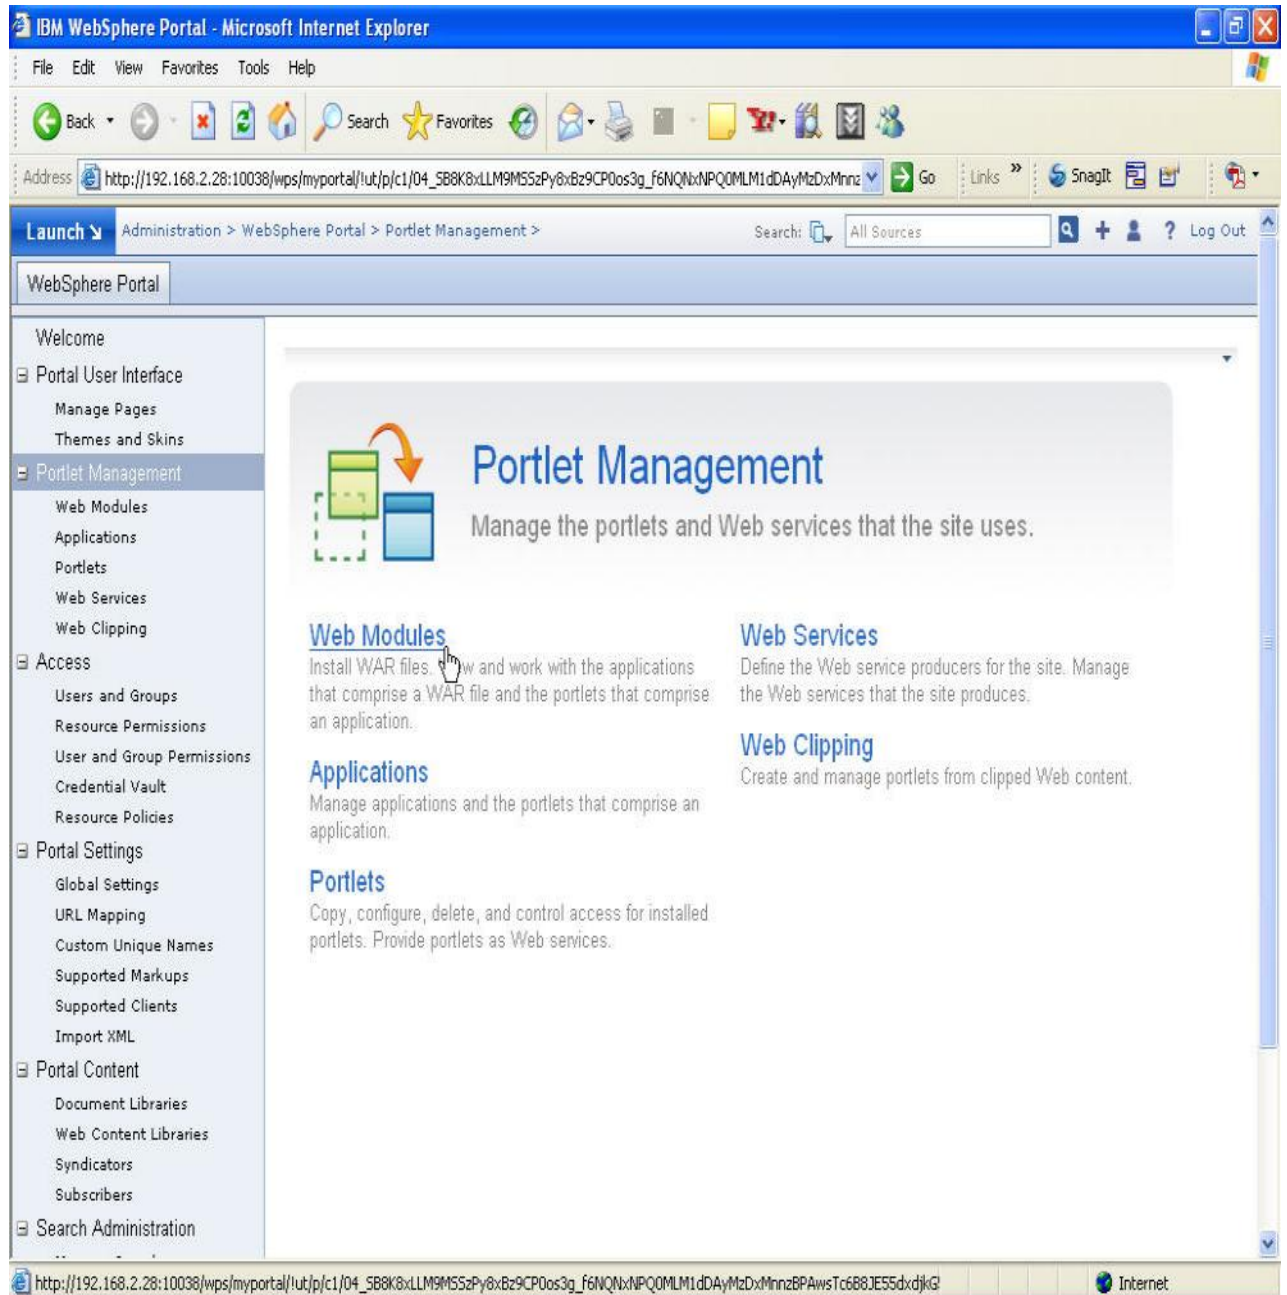 IBM WebSphere Portal - Microsoft Internet Explorer
File Edit View Favorites Tools Help
Back Search Favorites
Address http://192.168.2.28:10038/wps/myportal/!ut/p/c1/04_SB8K8xLLM9MSSzPy8xBz9CP0os3g_f6NQNxNPQ0MLM1dDAyMzDxMnnz Go Links » SnagIt
Launch Administration > WebSphere Portal > Portlet Management > Search: All Sources ? Log Out
WebSphere Portal
Welcome
Portal User Interface
Manage Pages
Themes and Skins
Portlet Management
Web Modules
Applications
Portlets
Web Services
Web Clipping
Access
Users and Groups
Resource Permissions
User and Group Permissions
Credential Vault
Resource Policies
Portal Settings
Global Settings
URL Mapping
Custom Unique Names
Supported Markups
Supported Clients
Import XML
Portal Content
Document Libraries
Web Content Libraries
Syndicators
Subscribers
Search Administration
Portlet Management
Manage the portlets and Web services that the site uses.
Web Modules
Install WAR files. and work with the applications
that comprise a WAR file and the portlets that comprise
an application.
Applications
Manage applications and the portlets that comprise an
application.
Portlets
Copy, configure, delete, and control access for installed
portlets. Provide portlets as Web services.
Web Services
Define the Web service producers for the site. Manage
the Web services that the site produces.
Web Clipping
Create and manage portlets from clipped Web content.
http://192.168.2.28:10038/wps/myportal/!ut/p/c1/04_SB8K8xLLM9MSSzPy8xBz9CP0os3g_f6NQNxNPQ0MLM1dDAyMzDxMnnzBPAwsTc6B8JE55dxdjkG! Internet